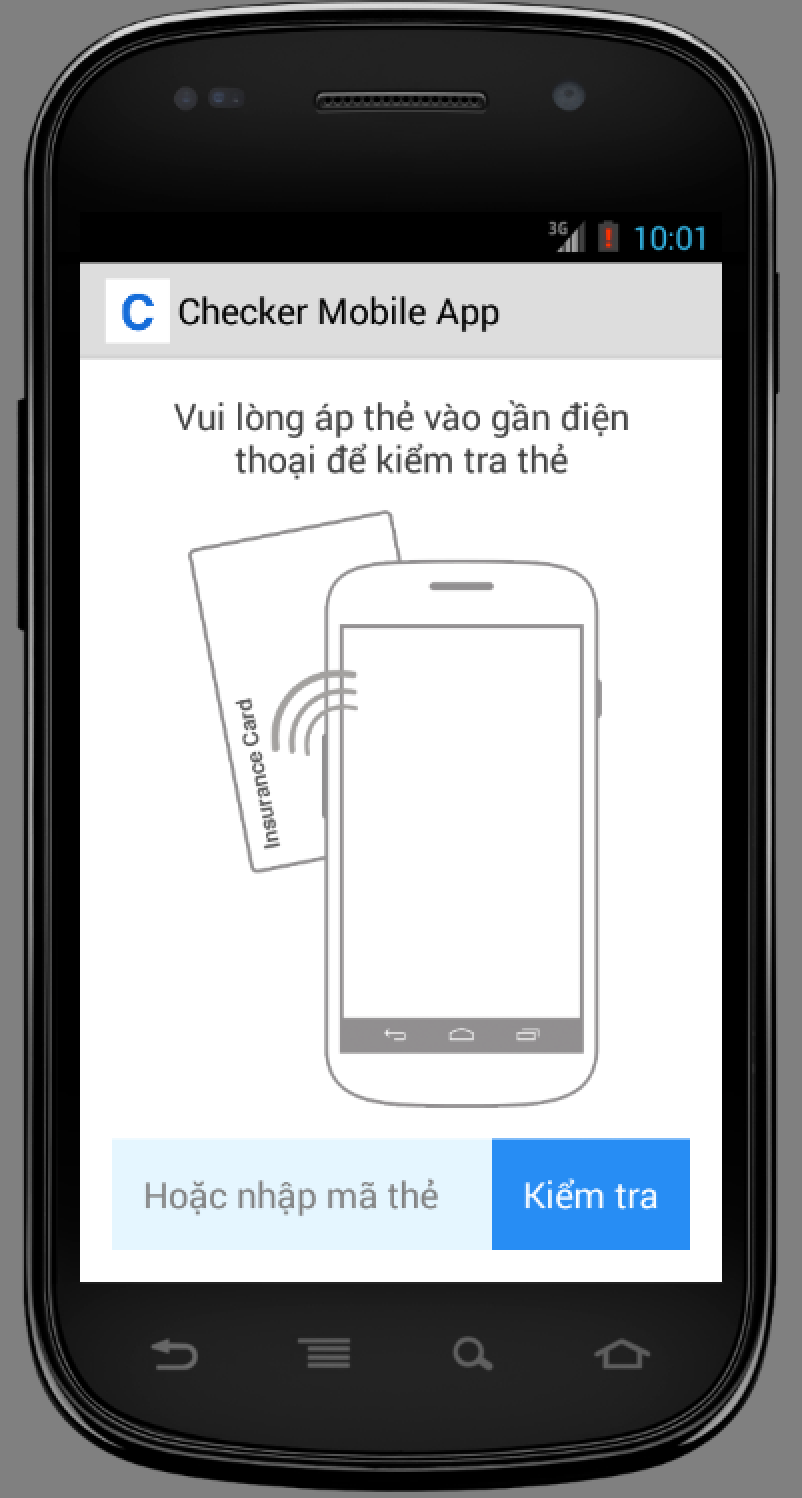 3G 10:01
C Checker Mobile App
Vui lòng áp thẻ vào gần điện
thoại để kiểm tra thẻ
Insurance Card
Hoặc nhập mã thẻ Kiểm tra